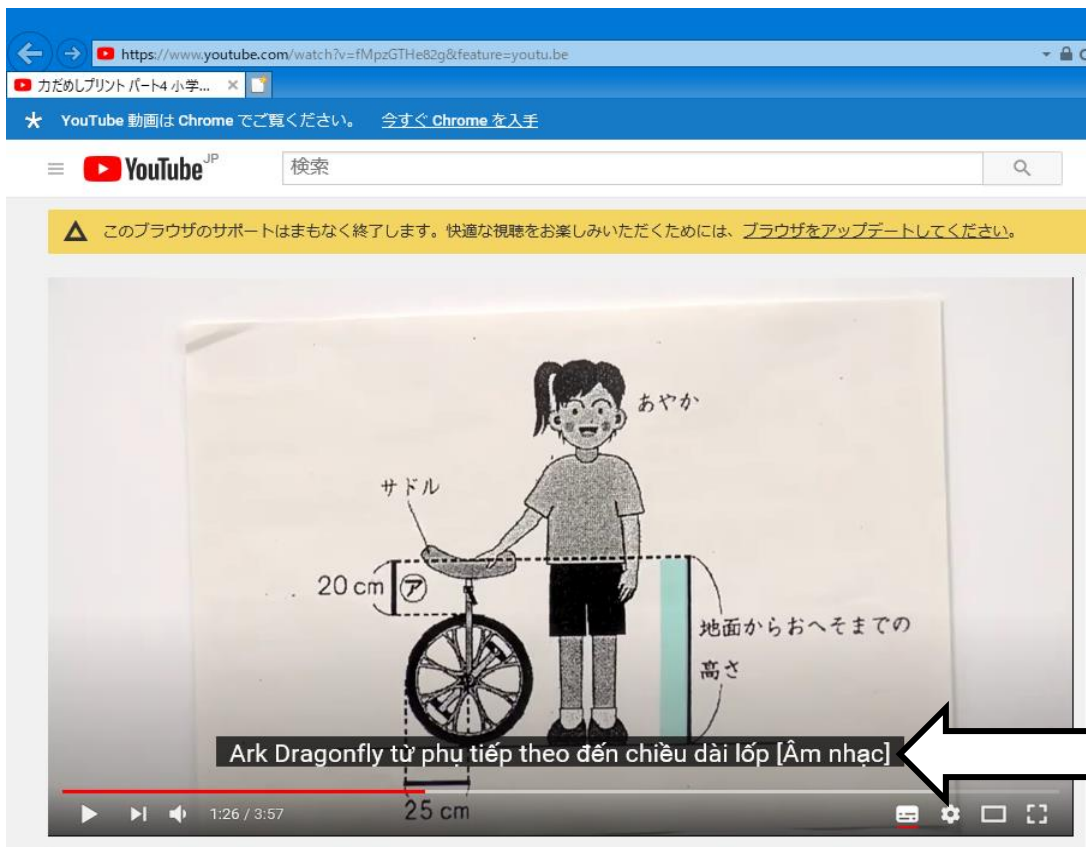 https://www.youtube.com/watch?v=fMpzGTHe82g&feature=youtu.be
力だめしプリント パート4 小学...
YouTube 動画は Chrome でご覧ください。 今すぐ Chrome を入手
YouTube JP
検索
このブラウザのサポートはまもなく終了します。快適な視聴をお楽しみいただくためには、ブラウザをアップデートしてください。
あやか
サドル
20 cm ㋐
地面からおへそまでの
高さ
Ark Dragonfly từ phụ tiếp theo đến chiều dài lốp [Âm nhạc]
1:26 / 3:57
25 cm